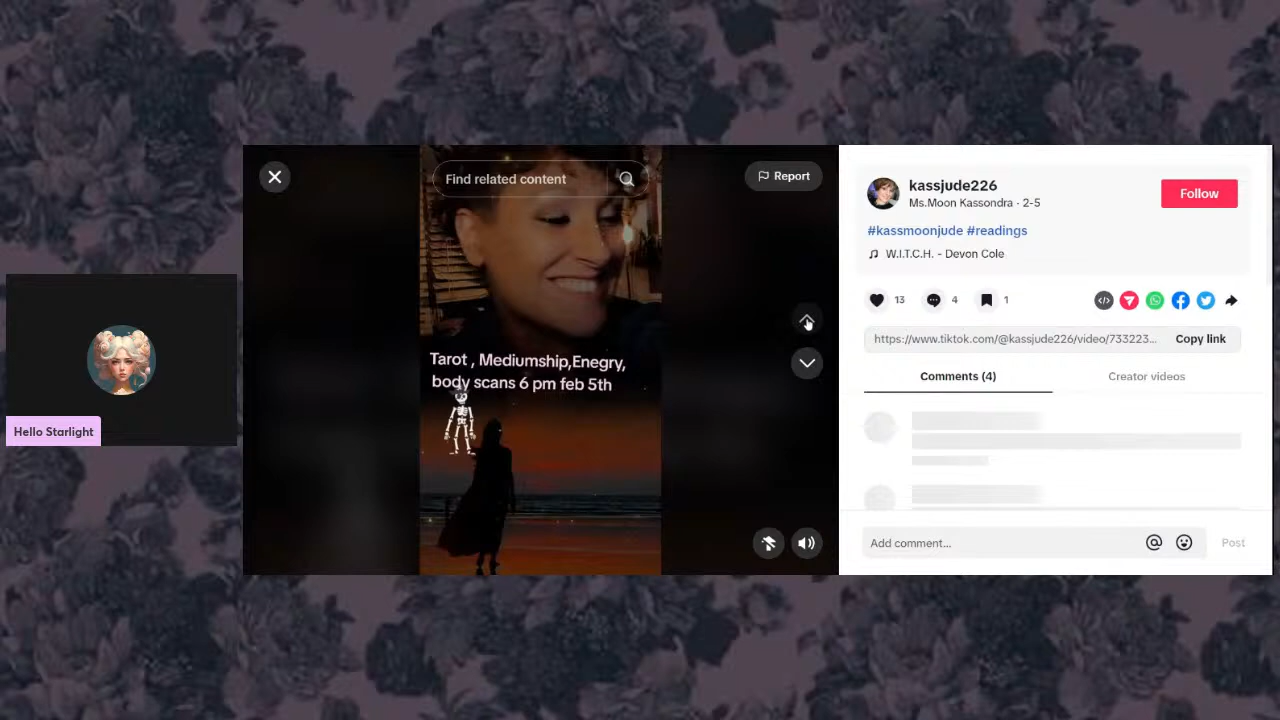 Find related content
Report
Tarot , Mediumship,Enegry,
body scans 6 pm feb 5th
Hello Starlight
kassjude226
Ms.Moon Kassondra · 2-5
Follow
#kassmoonjude #readings
W.I.T.C.H. - Devon Cole
13
4
1
https://www.tiktok.com/@kassjude226/video/733223...
Copy link
Comments (4)
Creator videos
Add comment...
Post